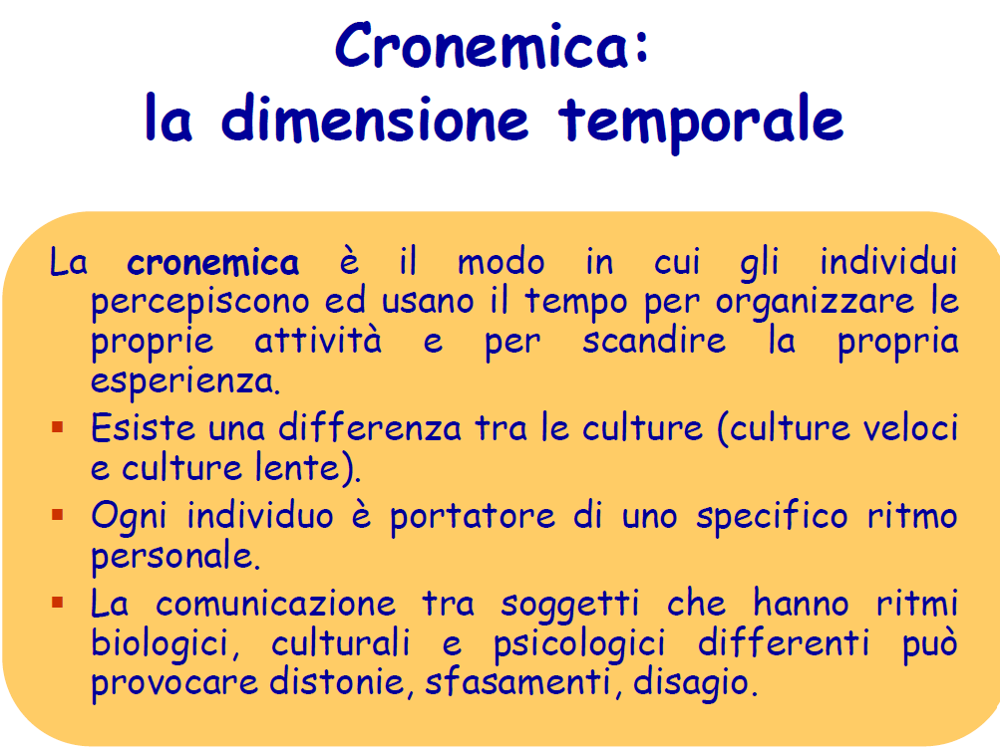 Cronemica:
la dimensione temporale
La cronemica è il modo in cui gli individui
percepiscono ed usano il tempo per organizzare le
proprie attività e per scandire la propria
esperienza.
▪ Esiste una differenza tra le culture (culture veloci
e culture lente).
▪ Ogni individuo è portatore di uno specifico ritmo
personale.
▪ La comunicazione tra soggetti che hanno ritmi
biologici, culturali e psicologici differenti può
provocare distonie, sfasamenti, disagio.